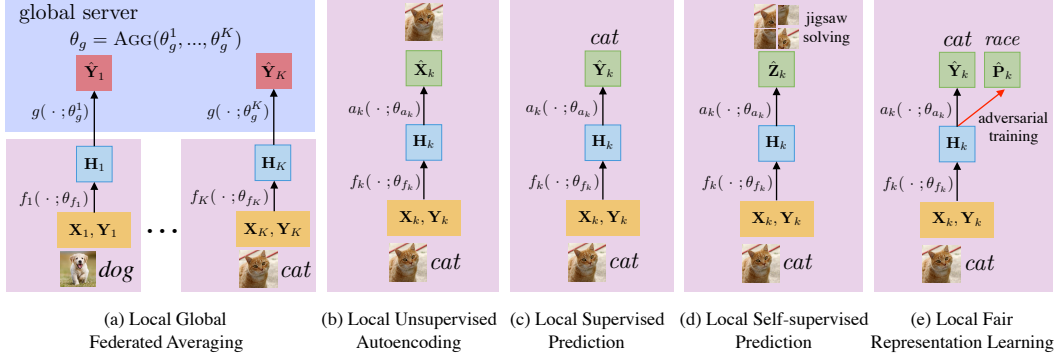 global server
θ_g = AGG(θ_g^1, ..., θ_g^K)
Ŷ_1
Ŷ_K
g( · ; θ_g^1)
g( · ; θ_g^K)
H_1
H_K
f_1( · ; θ_{f_1})
f_K( · ; θ_{f_K})
X_1, Y_1
• • •
X_K, Y_K
dog
cat
(a) Local Global
Federated Averaging
X̂_k
a_k( · ; θ_{a_k})
H_k
f_k( · ; θ_{f_k})
X_k, Y_k
cat
(b) Local Unsupervised
Autoencoding
cat
Ŷ_k
a_k( · ; θ_{a_k})
H_k
f_k( · ; θ_{f_k})
X_k, Y_k
cat
(c) Local Supervised
Prediction
jigsaw
solving
Ẑ_k
a_k( · ; θ_{a_k})
H_k
f_k( · ; θ_{f_k})
X_k, Y_k
cat
(d) Local Self-supervised
Prediction
cat race
Ŷ_k P̂_k
a_k( · ; θ_{a_k})
adversarial
training
H_k
f_k( · ; θ_{f_k})
X_k, Y_k
cat
(e) Local Fair
Representation Learning